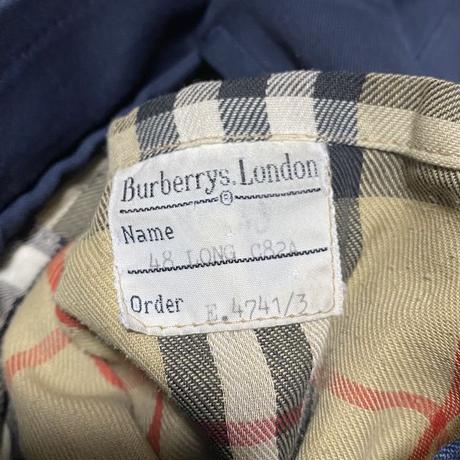 Burberrys. London
®
Name
48 LONG C82A
Order E.4741/3